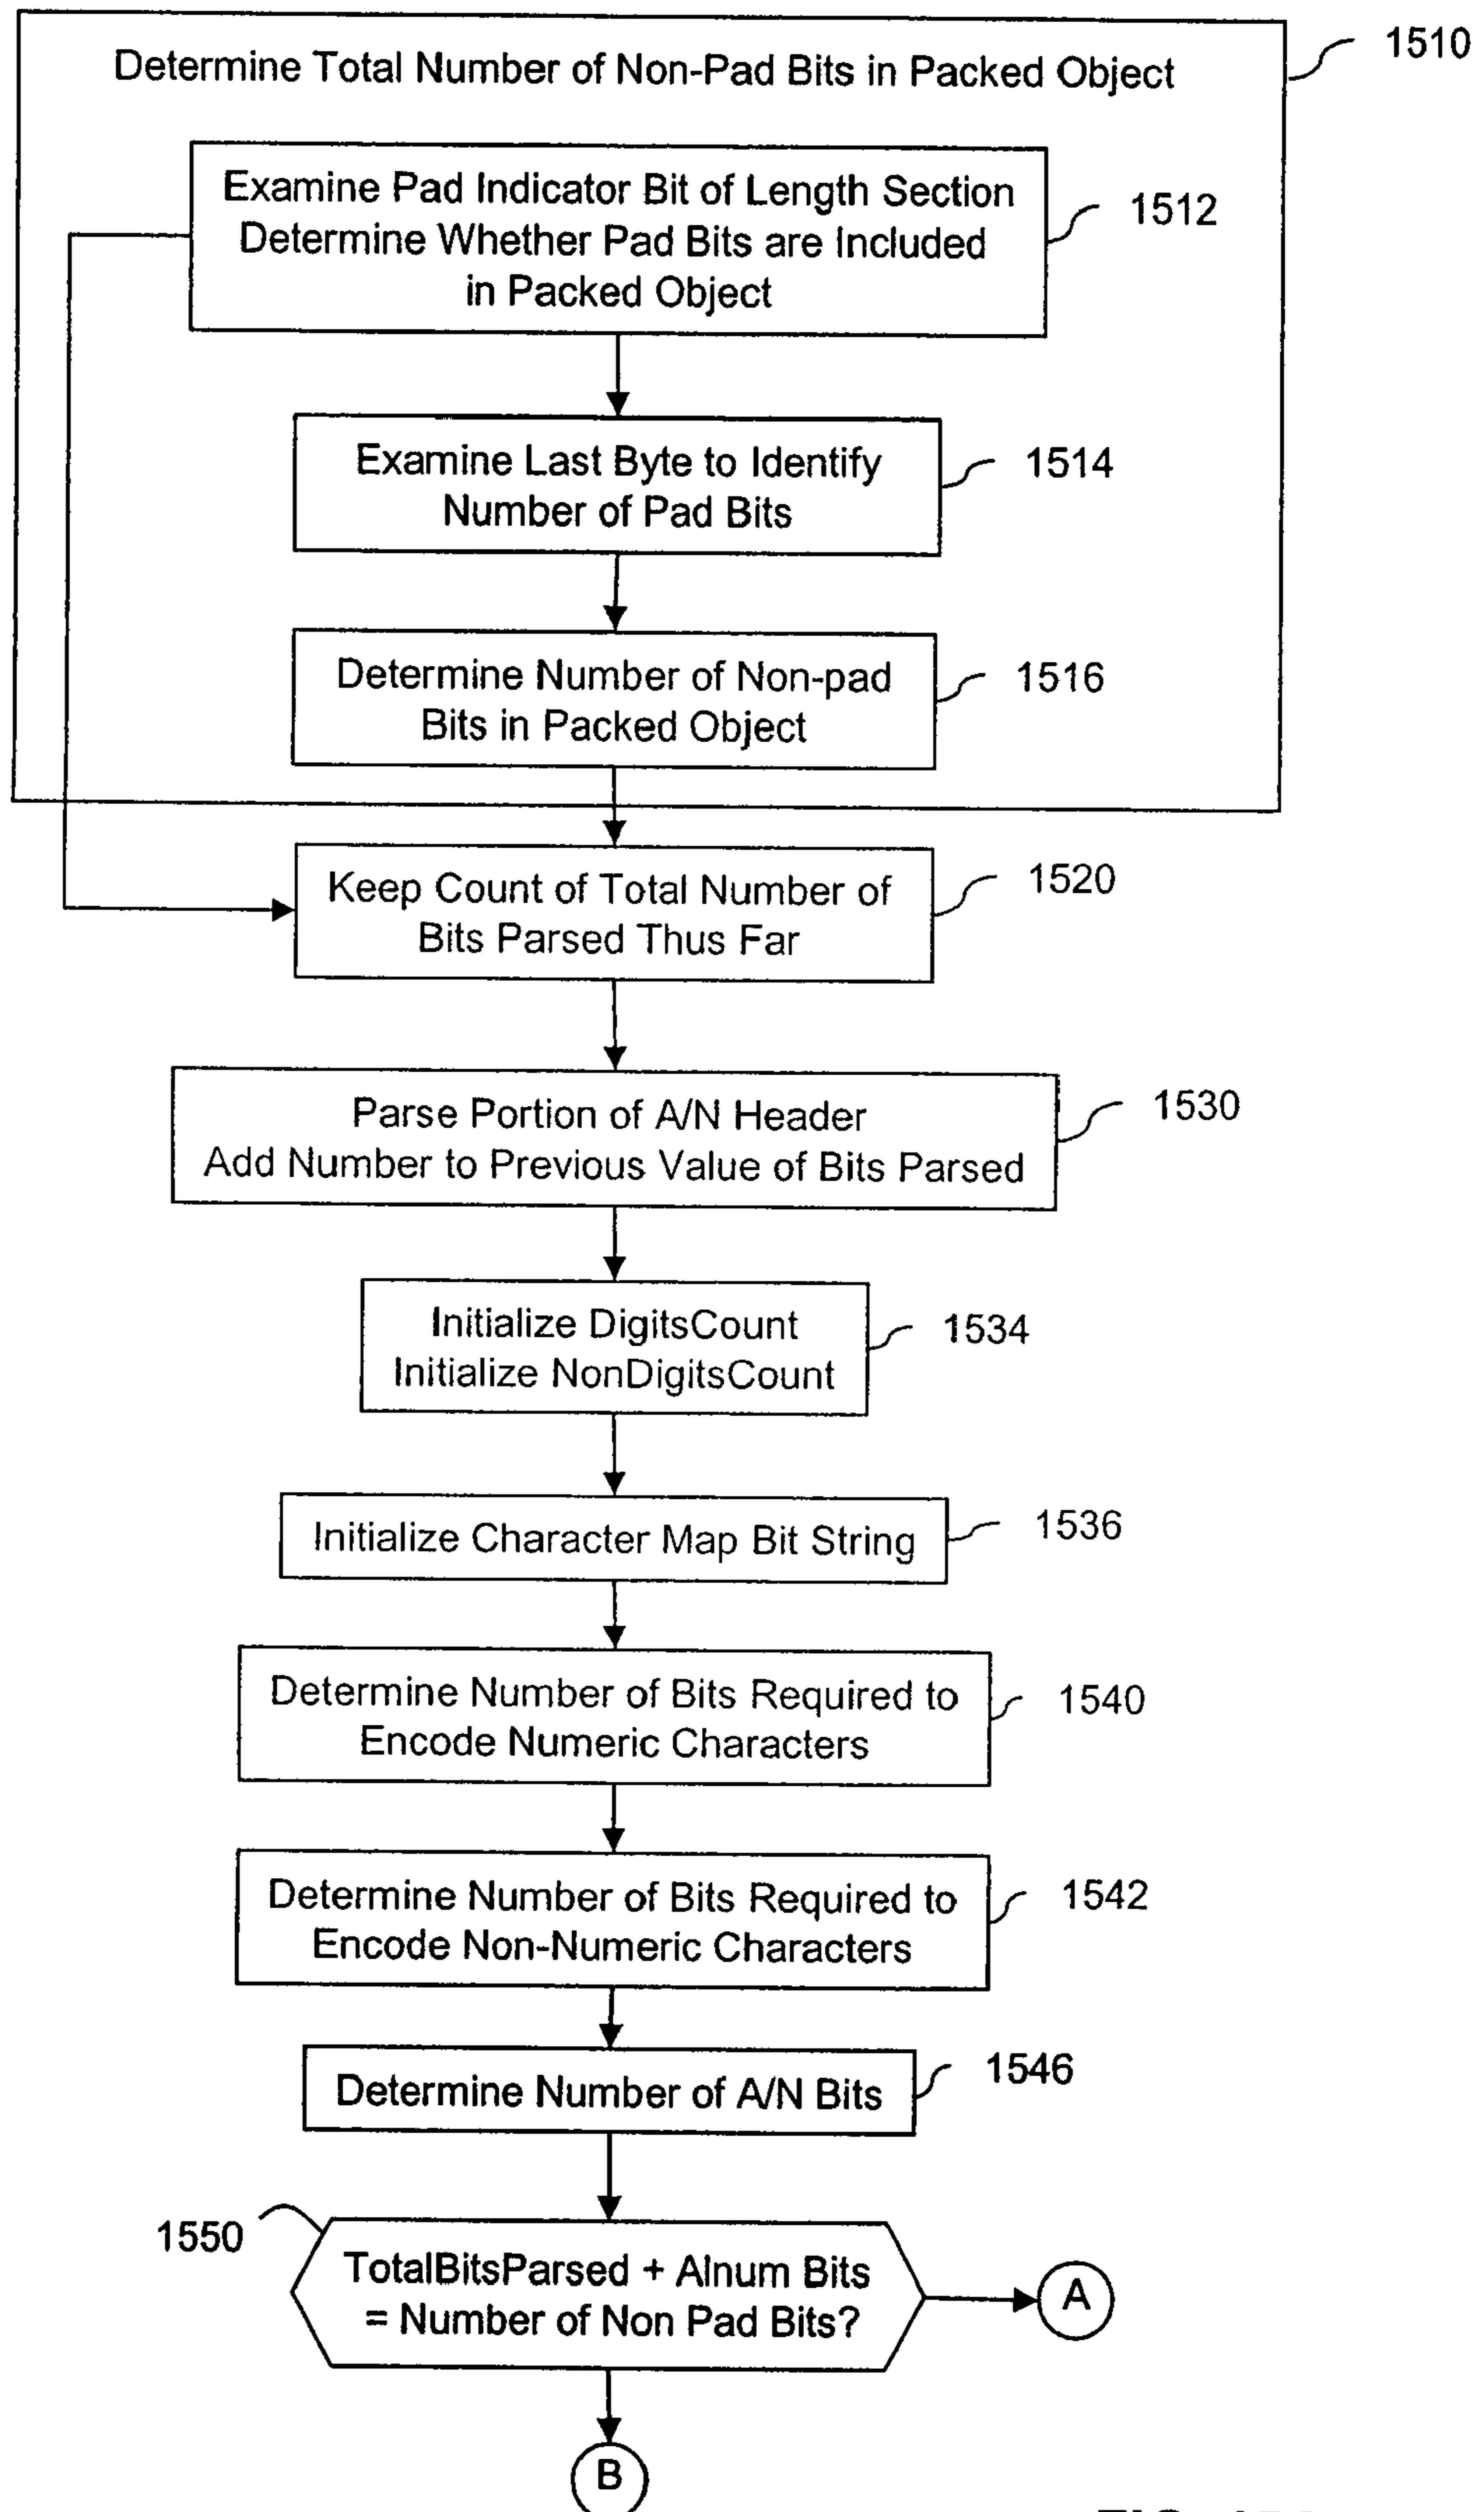 Determine Total Number of Non-Pad Bits in Packed Object
1510
Examine Pad Indicator Bit of Length Section
Determine Whether Pad Bits are Included
in Packed Object
1512
Examine Last Byte to Identify
Number of Pad Bits
1514
Determine Number of Non-pad
Bits in Packed Object
1516
Keep Count of Total Number of
Bits Parsed Thus Far
1520
Parse Portion of A/N Header
Add Number to Previous Value of Bits Parsed
1530
Initialize DigitsCount
Initialize NonDigitsCount
1534
Initialize Character Map Bit String
1536
Determine Number of Bits Required to
Encode Numeric Characters
1540
Determine Number of Bits Required to
Encode Non-Numeric Characters
1542
Determine Number of A/N Bits
1546
1550
TotalBitsParsed + Alnum Bits
= Number of Non Pad Bits?
A
B